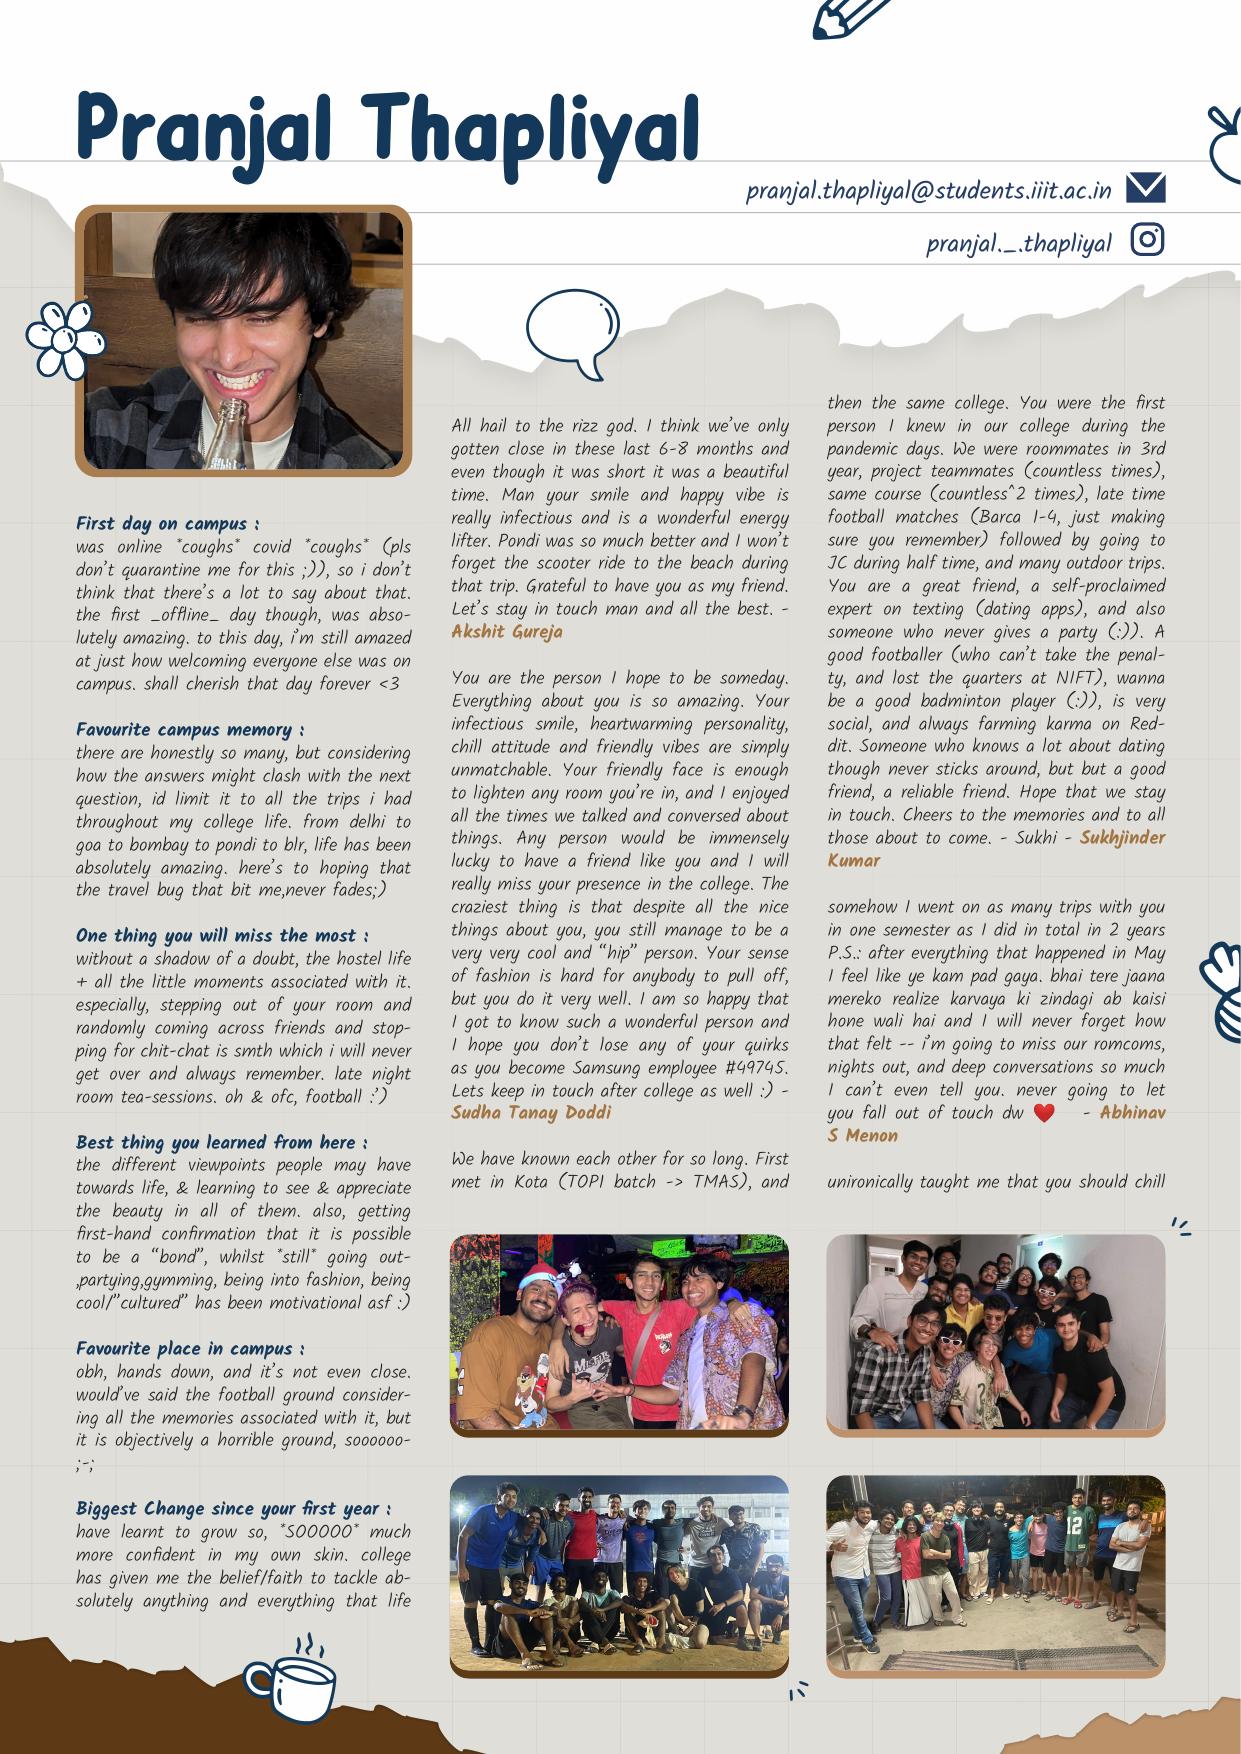 Pranjal Thapliyal
pranjal.thapliyal@students.iiit.ac.in
pranjal._.thapliyal
First day on campus :
was online *coughs* covid *coughs* (pls
don't quarantine me for this ;)), so i don't
think that there's a lot to say about that.
the first _offline_ day though, was abso-
lutely amazing. to this day, i'm still amazed
at just how welcoming everyone else was on
campus. shall cherish that day forever <3
Favourite campus memory :
there are honestly so many, but considering
how the answers might clash with the next
question, id limit it to all the trips i had
throughout my college life. from delhi to
goa to bombay to pondi to blr, life has been
absolutely amazing. here's to hoping that
the travel bug that bit me,never fades;)
One thing you will miss the most :
without a shadow of a doubt, the hostel life
+ all the little moments associated with it.
especially, stepping out of your room and
randomly coming across friends and stop-
ping for chit-chat is smth which i will never
get over and always remember. late night
room tea-sessions. oh & ofc, football :')
Best thing you learned from here :
the different viewpoints people may have
towards life, & learning to see & appreciate
the beauty in all of them. also, getting
first-hand confirmation that it is possible
to be a “bond”, whilst *still* going out-
,partying,gymming, being into fashion, being
cool/”cultured” has been motivational asf :)
Favourite place in campus :
obh, hands down, and it's not even close.
would've said the football ground consider-
ing all the memories associated with it, but
it is objectively a horrible ground, soooooo-
;-;
Biggest Change since your first year :
have learnt to grow so, *SOOOOO* much
more confident in my own skin. college
has given me the belief/faith to tackle ab-
solutely anything and everything that life
All hail to the rizz god. I think we've only
gotten close in these last 6-8 months and
even though it was short it was a beautiful
time. Man your smile and happy vibe is
really infectious and is a wonderful energy
lifter. Pondi was so much better and I won't
forget the scooter ride to the beach during
that trip. Grateful to have you as my friend.
Let's stay in touch man and all the best. -
Akshit Gureja
You are the person I hope to be someday.
Everything about you is so amazing. Your
infectious smile, heartwarming personality,
chill attitude and friendly vibes are simply
unmatchable. Your friendly face is enough
to lighten any room you're in, and I enjoyed
all the times we talked and conversed about
things. Any person would be immensely
lucky to have a friend like you and I will
really miss your presence in the college. The
craziest thing is that despite all the nice
things about you, you still manage to be a
very very cool and “hip” person. Your sense
of fashion is hard for anybody to pull off,
but you do it very well. I am so happy that
I got to know such a wonderful person and
I hope you don't lose any of your quirks
as you become Samsung employee #49745.
Lets keep in touch after college as well :) -
Sudha Tanay Doddi
We have known each other for so long. First
met in Kota (TOPI batch -> TMAS), and
then the same college. You were the first
person I knew in our college during the
pandemic days. We were roommates in 3rd
year, project teammates (countless times),
same course (countless^2 times), late time
football matches (Barca 1-4, just making
sure you remember) followed by going to
JC during half time, and many outdoor trips.
You are a great friend, a self-proclaimed
expert on texting (dating apps), and also
someone who never gives a party (:)). A
good footballer (who can't take the penal-
ty, and lost the quarters at NIFT), wanna
be a good badminton player (:)), is very
social, and always farming karma on Red-
dit. Someone who knows a lot about dating
though never sticks around, but but a good
friend, a reliable friend. Hope that we stay
in touch. Cheers to the memories and to all
those about to come. - Sukhi - Sukhjinder
Kumar
somehow I went on as many trips with you
in one semester as I did in total in 2 years
P.S.: after everything that happened in May
I feel like ye kam pad gaya. bhai tere jaana
mereko realize karvaya ki zindagi ab kaisi
hone wali hai and I will never forget how
that felt -- i'm going to miss our romcoms,
nights out, and deep conversations so much
I can't even tell you. never going to let
you fall out of touch dw ❤️ - Abhinav
S Menon
unironically taught me that you should chill
12